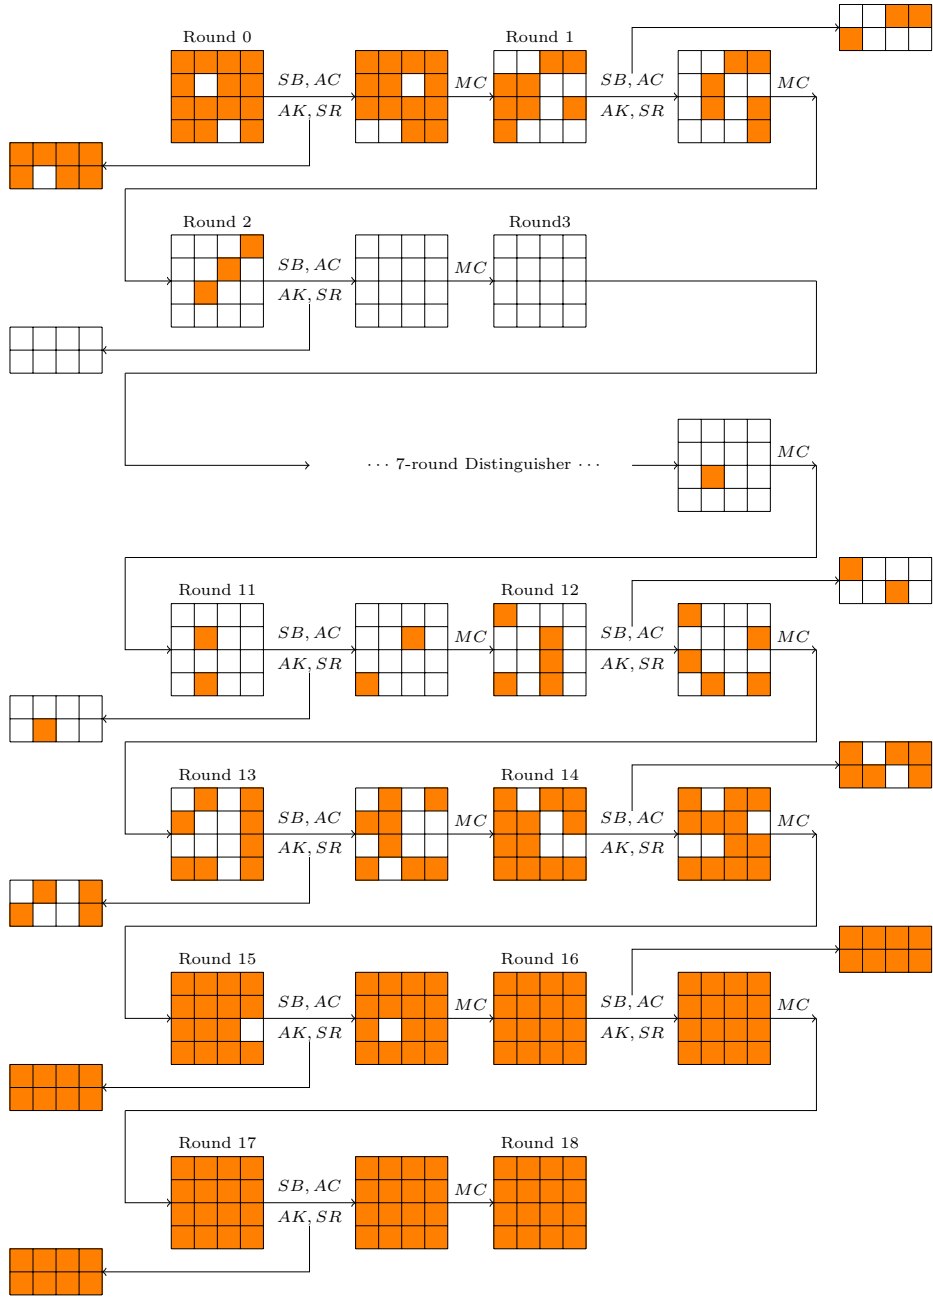 Round 0
SB, AC
AK, SR
MC
Round 1
SB, AC
AK, SR
MC
Round 2
SB, AC
AK, SR
MC
Round3
··· 7-round Distinguisher ···
MC
Round 11
SB, AC
AK, SR
MC
Round 12
SB, AC
AK, SR
MC
Round 13
SB, AC
AK, SR
MC
Round 14
SB, AC
AK, SR
MC
Round 15
SB, AC
AK, SR
MC
Round 16
SB, AC
AK, SR
MC
Round 17
SB, AC
AK, SR
MC
Round 18